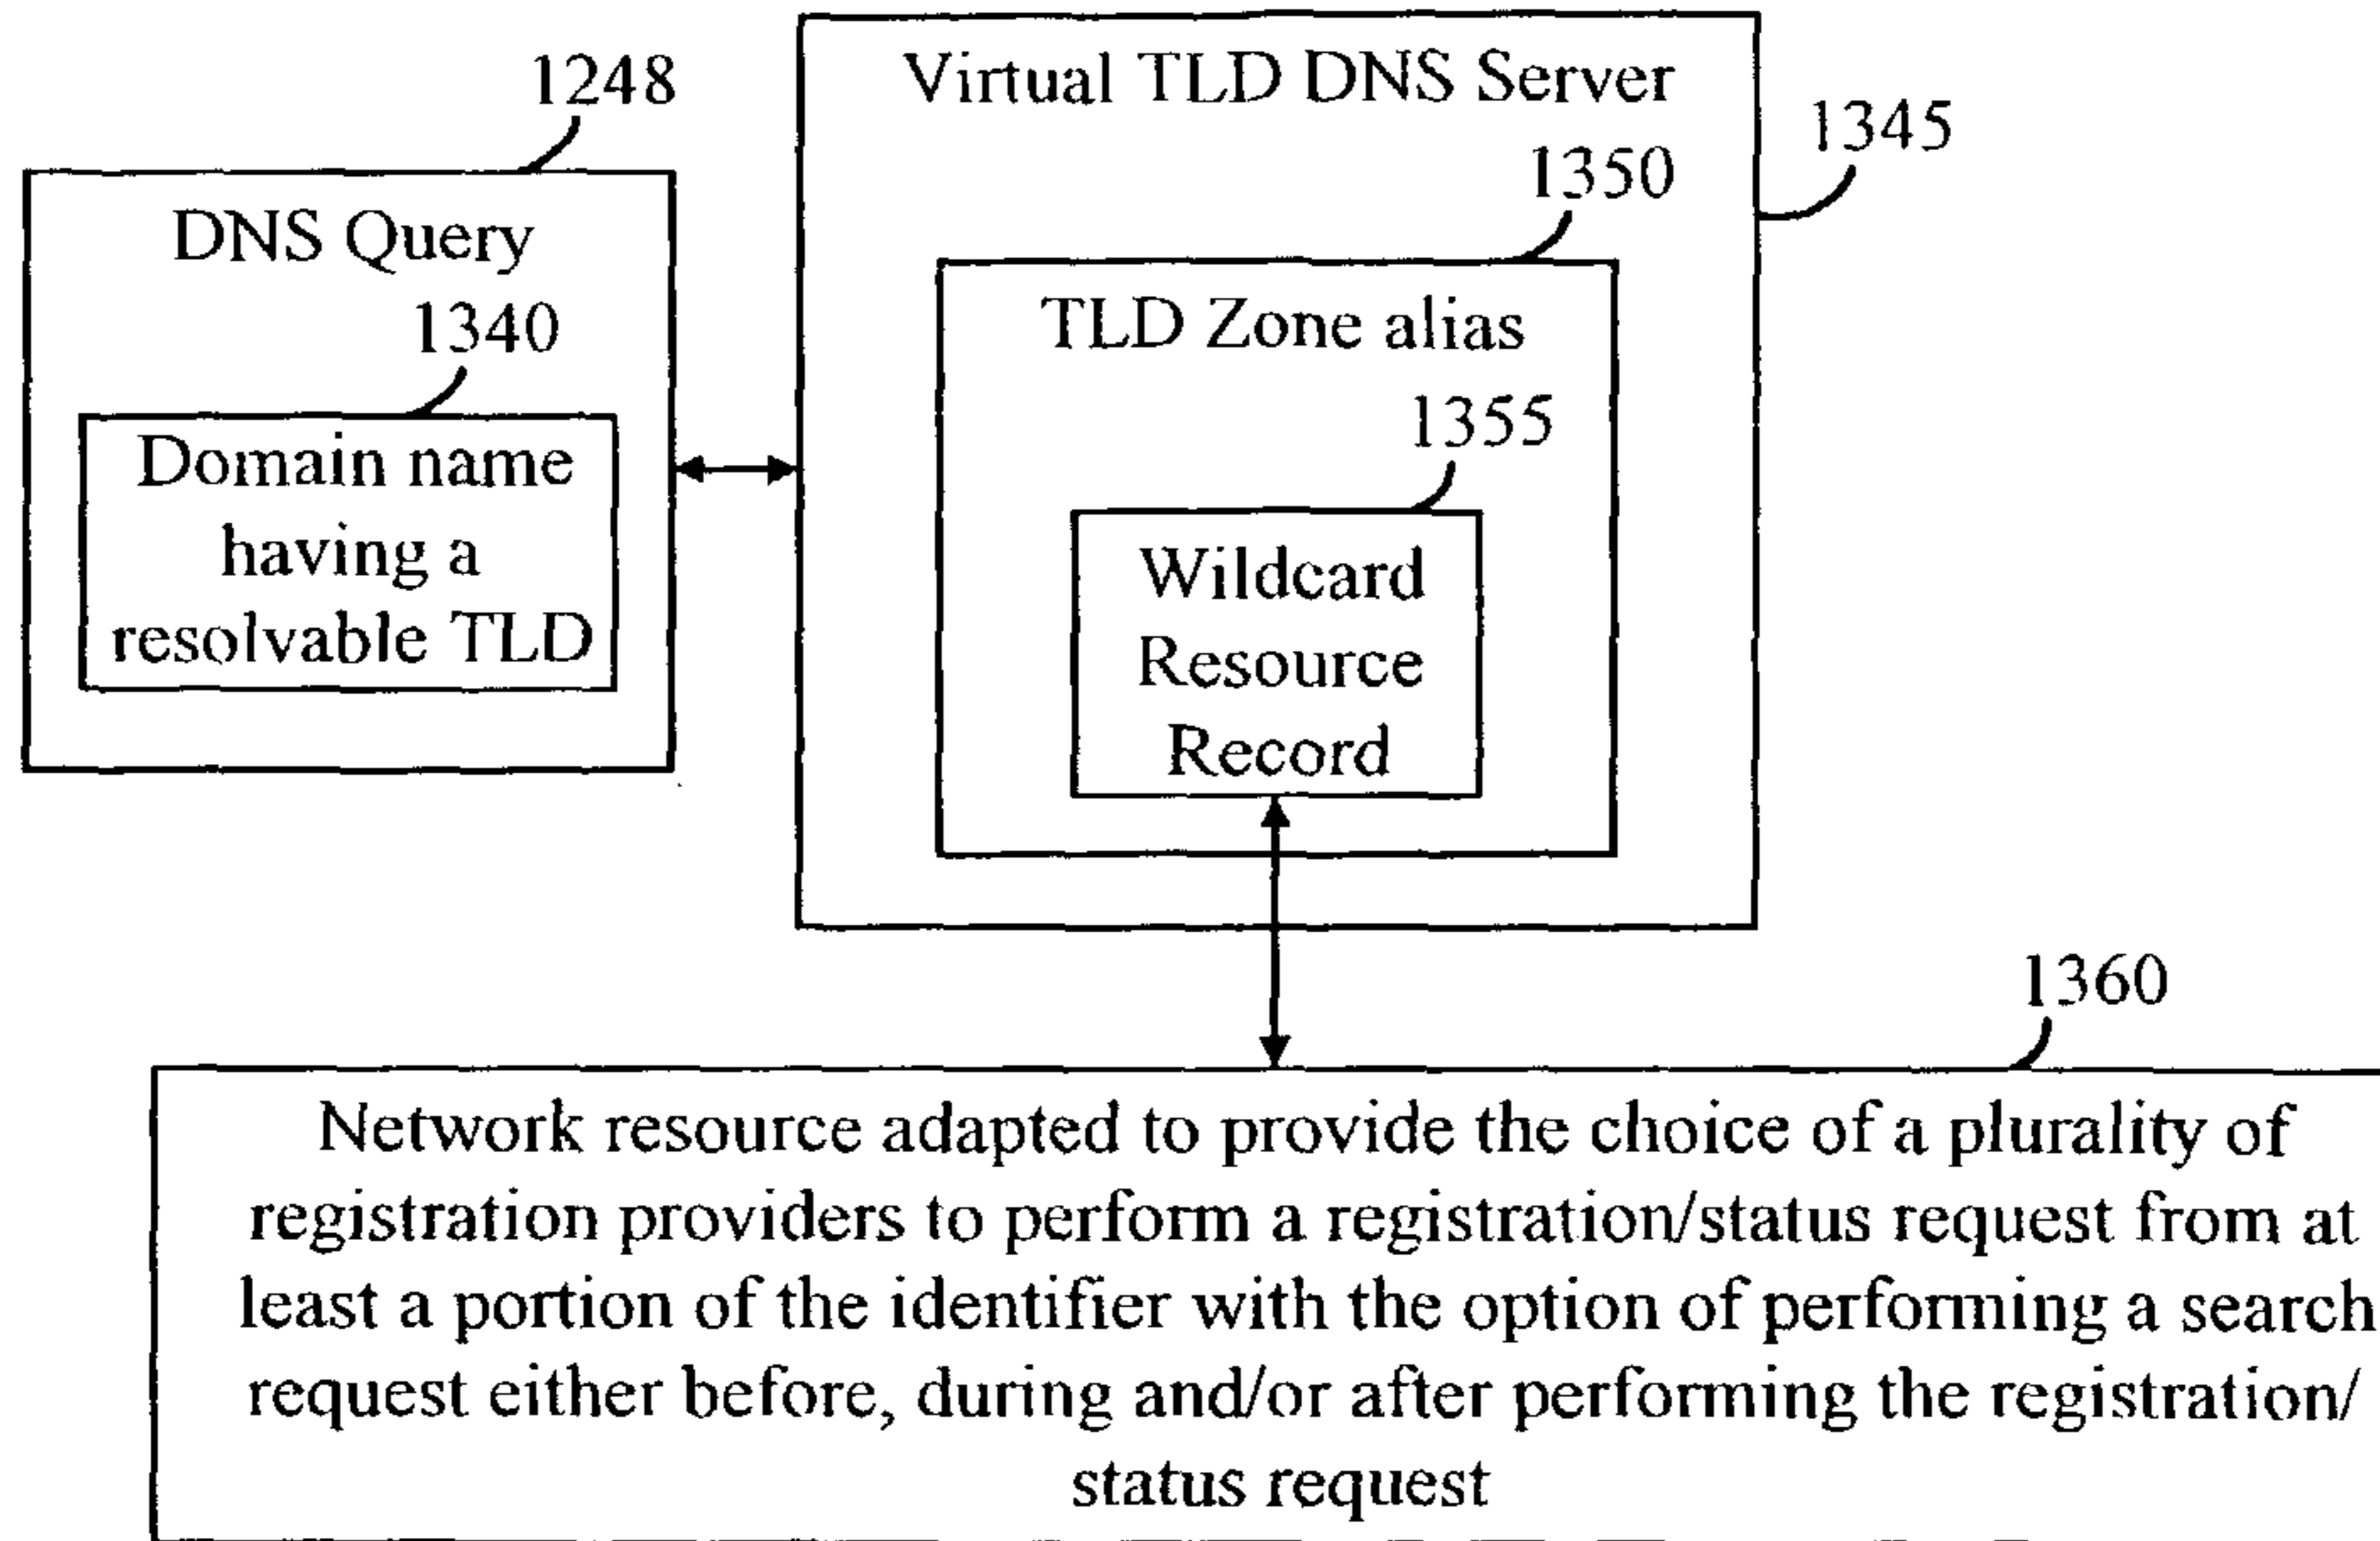 1248
DNS Query
1340
Domain name
having a
resolvable TLD
Virtual TLD DNS Server
1345
1350
TLD Zone alias
1355
Wildcard
Resource
Record
1360
Network resource adapted to provide the choice of a plurality of
registration providers to perform a registration/status request from at
least a portion of the identifier with the option of performing a search
request either before, during and/or after performing the registration/
status request